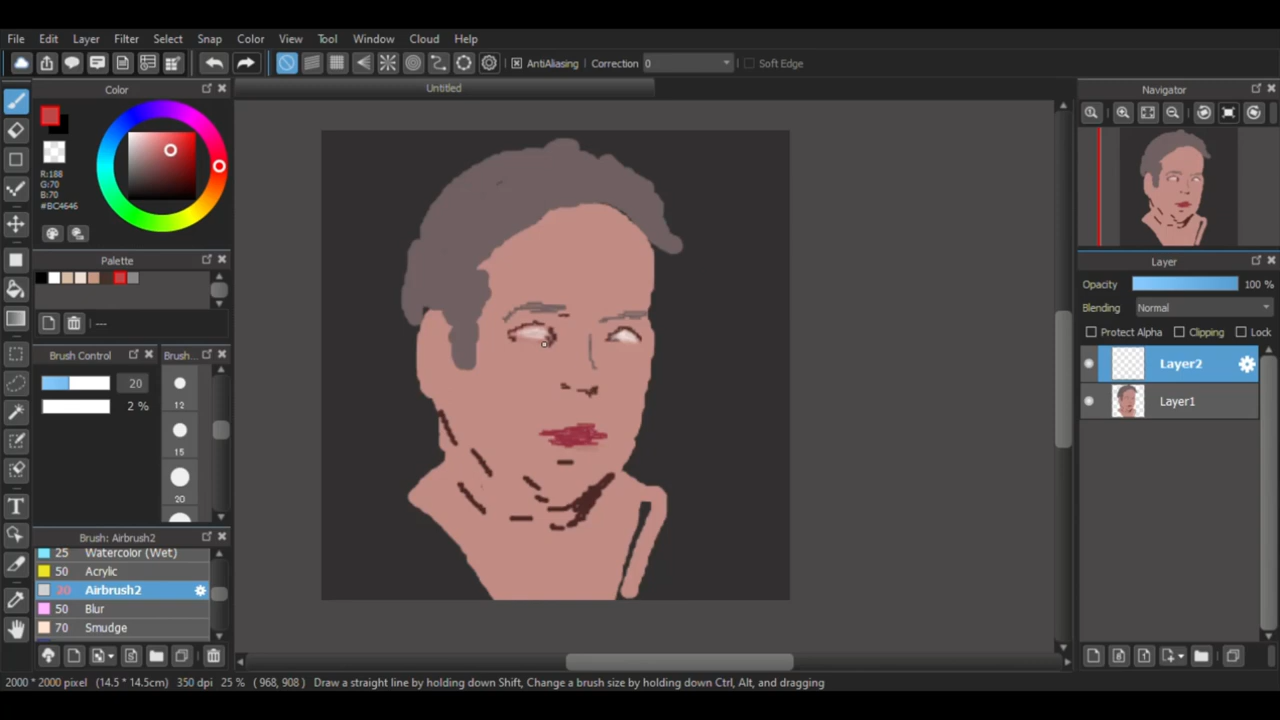 File Edit Layer Filter Select Snap Color View Tool Window Cloud Help
AntiAliasing Correction 0 Soft Edge
Color
Untitled
Navigator
R:188
G:70
B:70
#BC4646
Palette
---
Brush Control
Brush...
20
2 %
12
15
20
Brush: Airbrush2
25 Watercolor (Wet)
50 Acrylic
20 Airbrush2
50 Blur
70 Smudge
Layer
Opacity 100 %
Blending Normal
Protect Alpha Clipping Lock
Layer2
Layer1
2000 * 2000 pixel (14.5 * 14.5cm) 350 dpi 25 % ( 968, 908 ) Draw a straight line by holding down Shift, Change a brush size by holding down Ctrl, Alt, and dragging